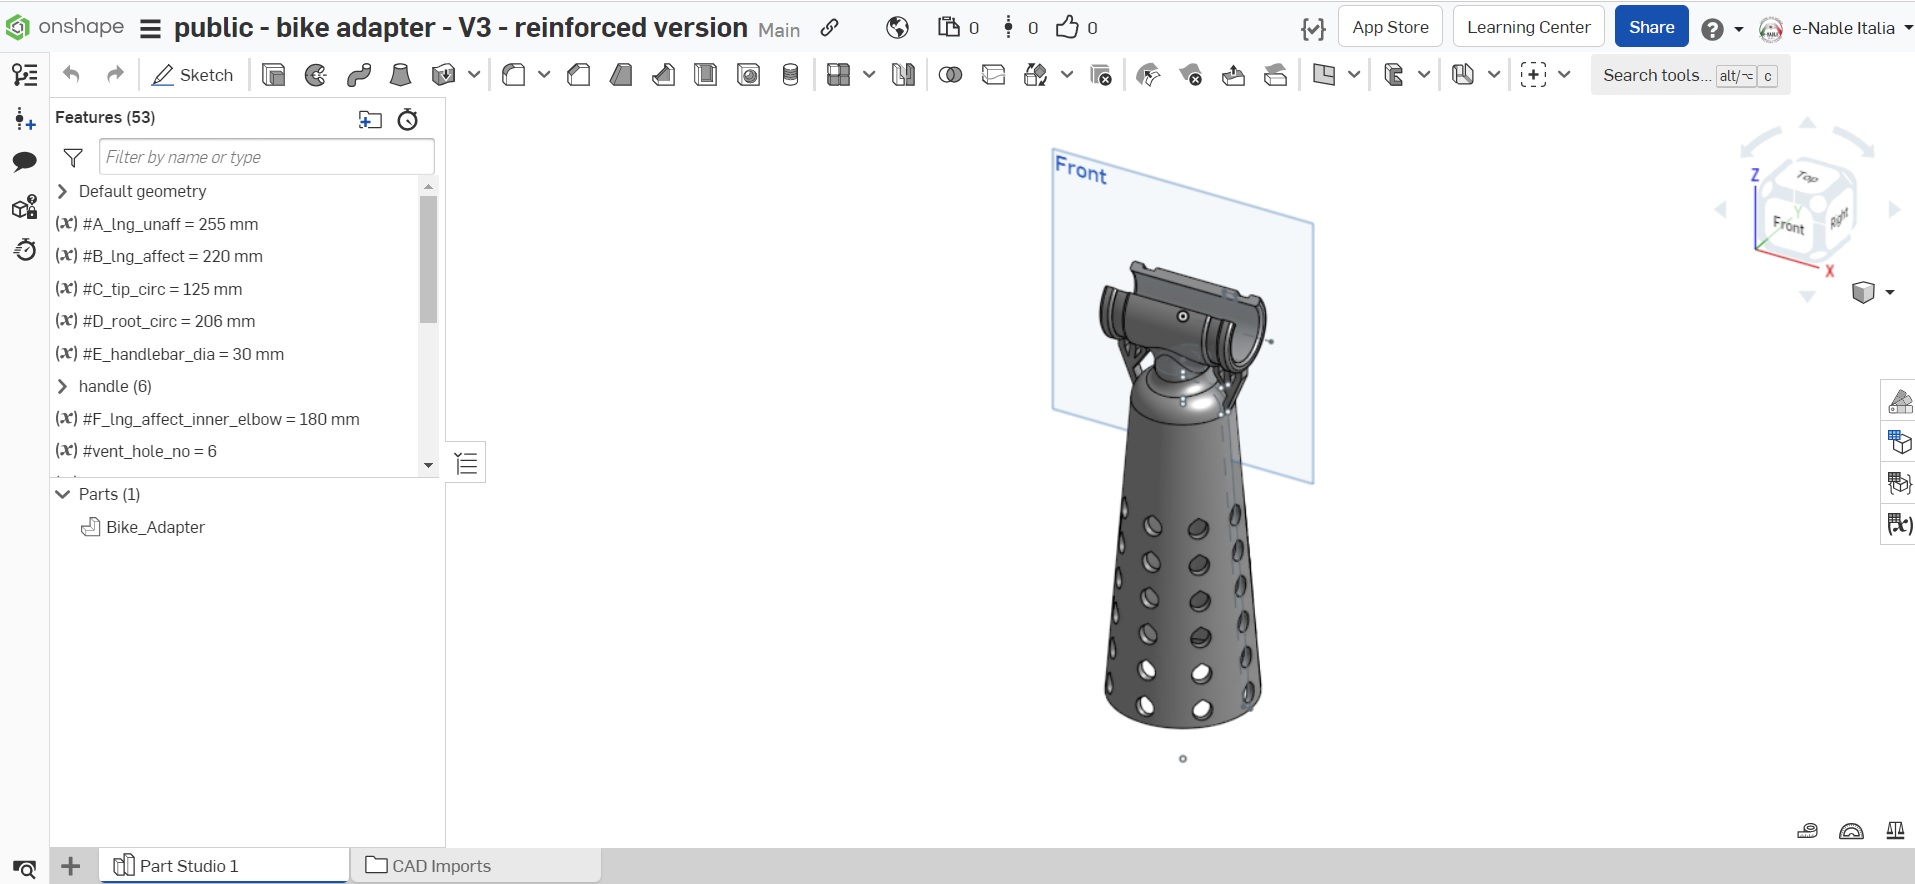 onshape public - bike adapter - V3 - reinforced version Main 0 0 0 App Store Learning Center Share e-Nable Italia
Sketch Search tools... alt/⌥ c
Features (53)
Filter by name or type
Default geometry
(x) #A_lng_unaff = 255 mm
(x) #B_lng_affect = 220 mm
(x) #C_tip_circ = 125 mm
(x) #D_root_circ = 206 mm
(x) #E_handlebar_dia = 30 mm
handle (6)
(x) #F_lng_affect_inner_elbow = 180 mm
(x) #vent_hole_no = 6
Parts (1)
Bike_Adapter
Front
Z
Top
Y
Front
Right
X
Part Studio 1
CAD Imports